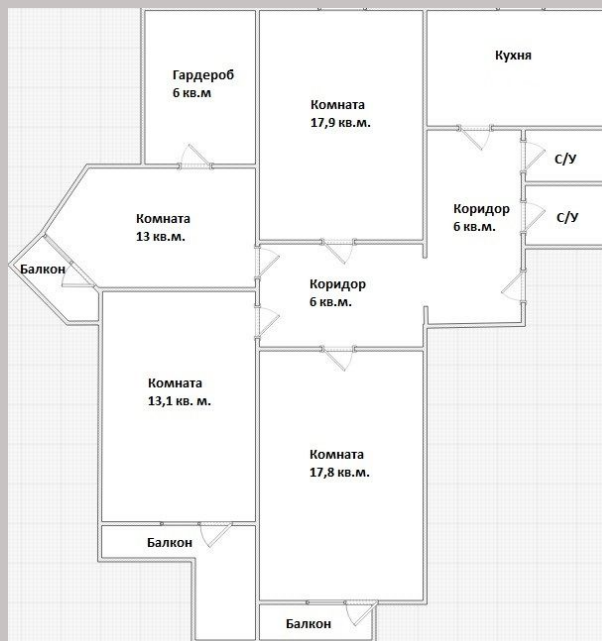 Кухня
Гардероб
6 кв.м
Комната
17,9 кв.м.
С/У
Комната
13 кв.м.
Коридор
6 кв.м.
С/У
Балкон
Коридор
6 кв.м.
Комната
13,1 кв. м.
Комната
17,8 кв.м.
Балкон
Балкон